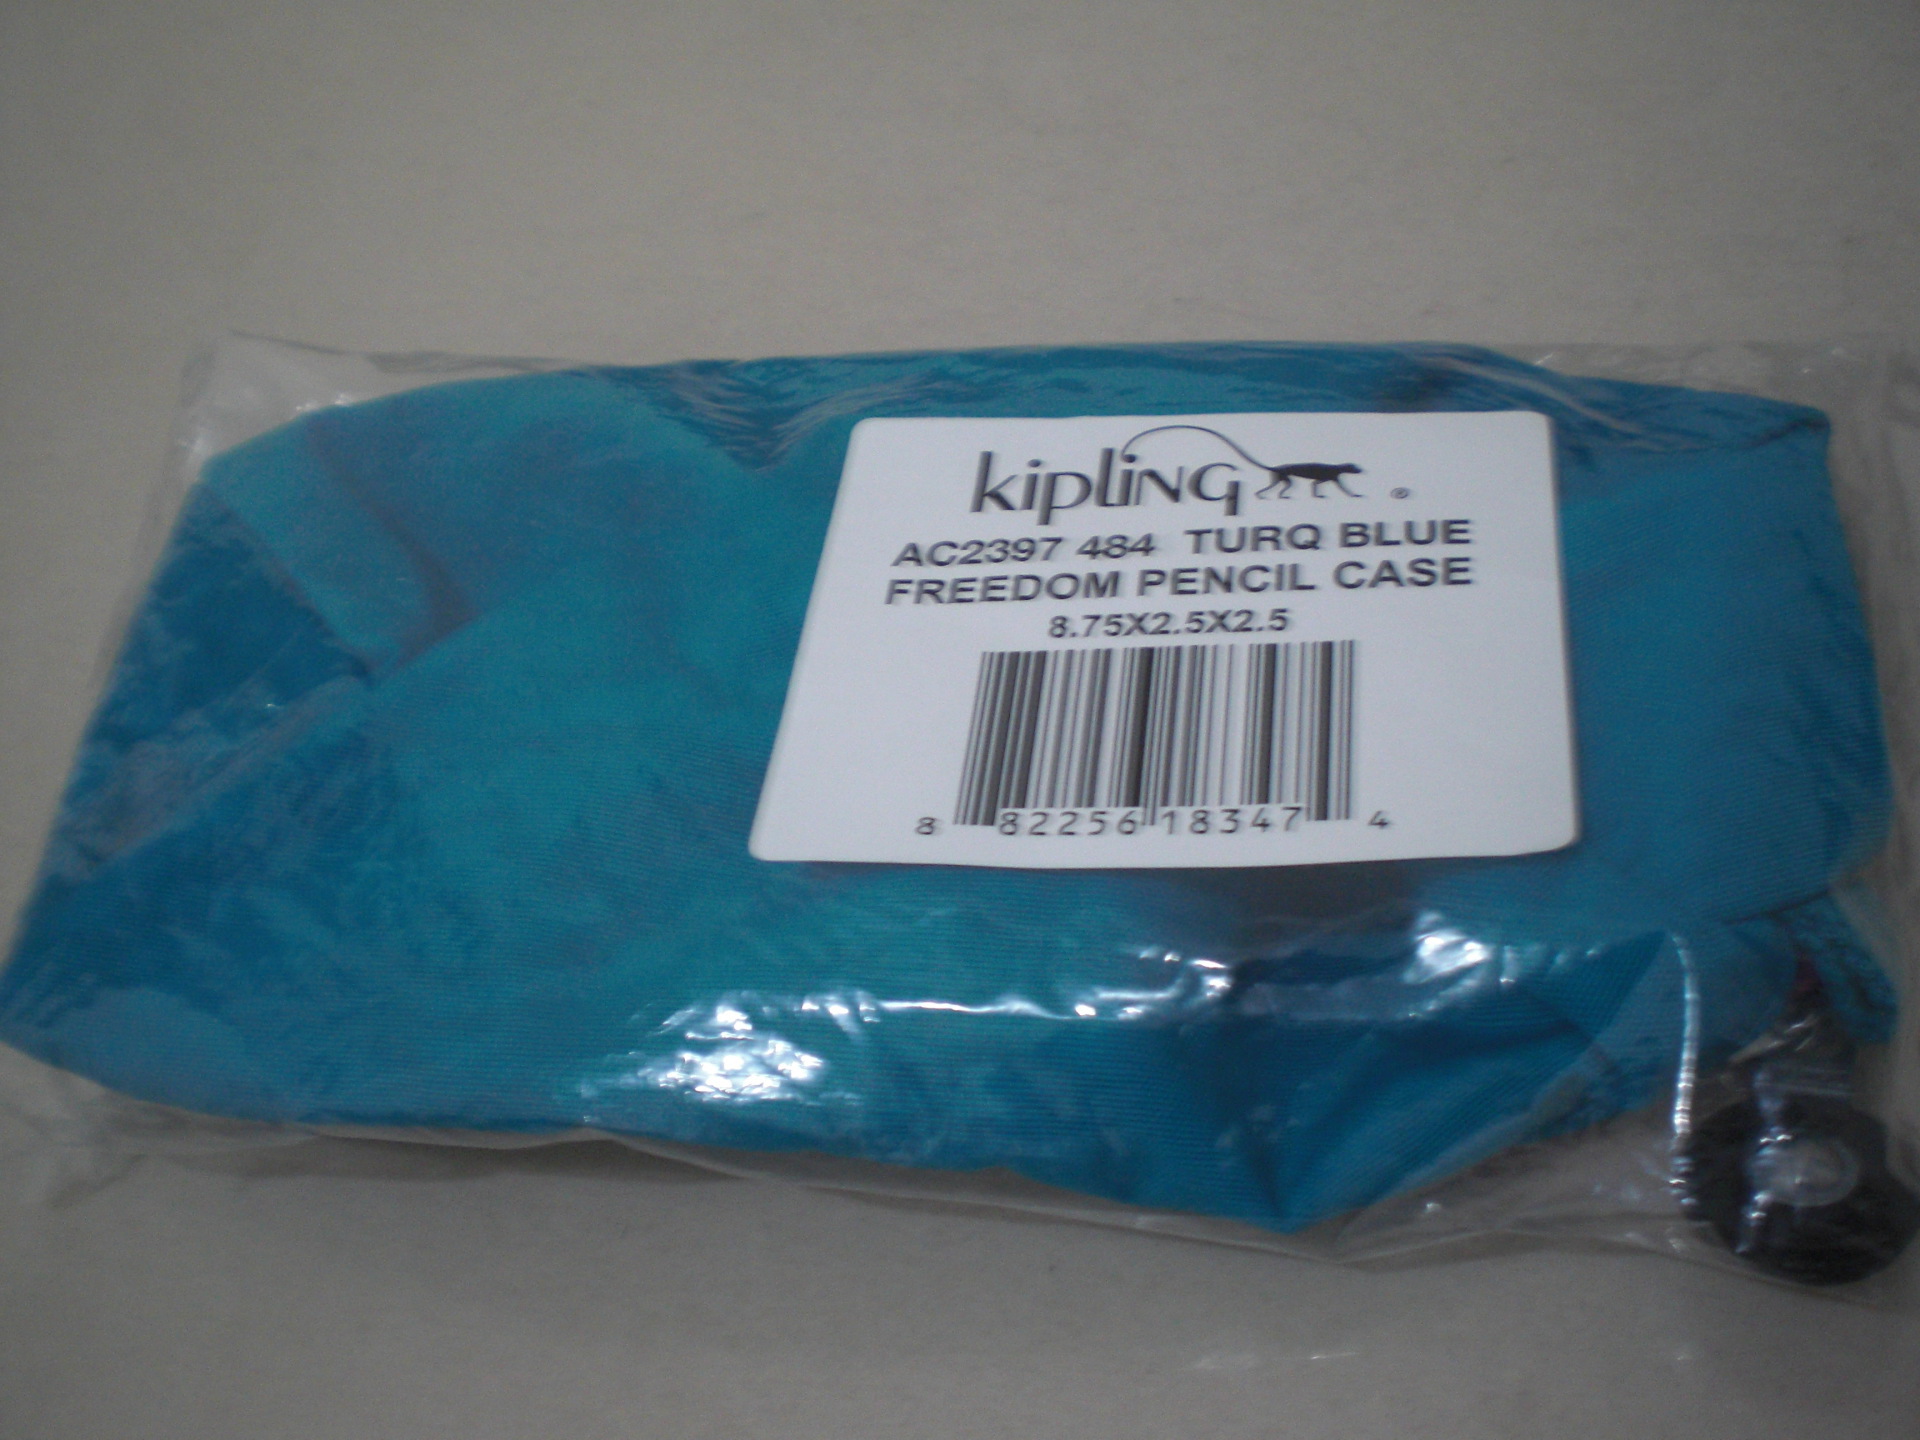 kipling ®
AC2397 484 TURQ BLUE
FREEDOM PENCIL CASE
8.75X2.5X2.5
8 82256 18347 4